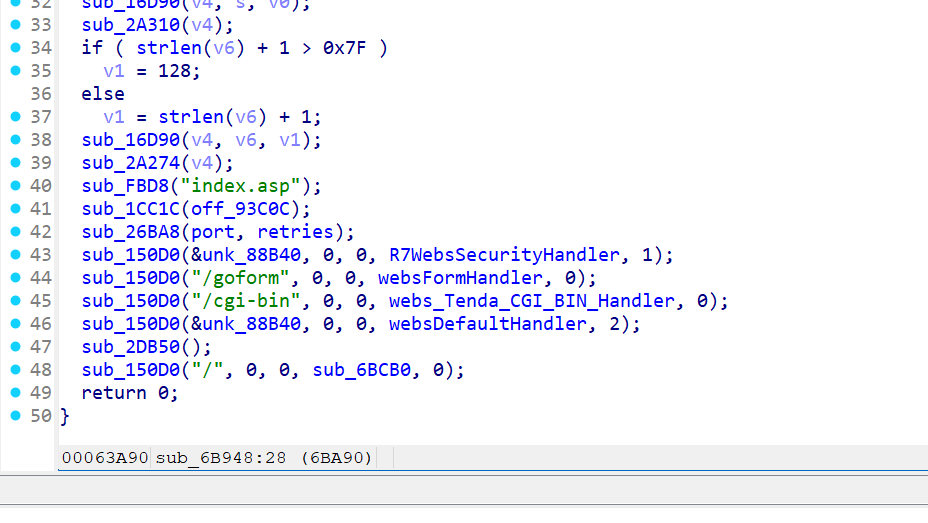 32 sub_16D90(v4, s, v0);
33 sub_2A310(v4);
34 if ( strlen(v6) + 1 > 0x7F )
35 v1 = 128;
36 else
37 v1 = strlen(v6) + 1;
38 sub_16D90(v4, v6, v1);
39 sub_2A274(v4);
40 sub_FBD8("index.asp");
41 sub_1CC1C(off_93C0C);
42 sub_26BA8(port, retries);
43 sub_150D0(&unk_88B40, 0, 0, R7WebsSecurityHandler, 1);
44 sub_150D0("/goform", 0, 0, websFormHandler, 0);
45 sub_150D0("/cgi-bin", 0, 0, webs_Tenda_CGI_BIN_Handler, 0);
46 sub_150D0(&unk_88B40, 0, 0, websDefaultHandler, 2);
47 sub_2DB50();
48 sub_150D0("/", 0, 0, sub_6BCB0, 0);
49 return 0;
50 }
00063A90 sub_6B948:28 (6BA90)